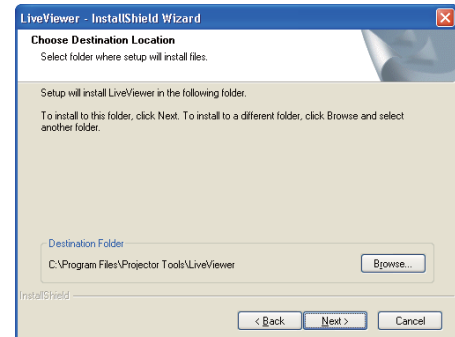 LiveViewer - InstallShield Wizard
Choose Destination Location
Select folder where setup will install files.
Setup will install LiveViewer in the following folder.
To install to this folder, click Next. To install to a different folder, click Browse and select
another folder.
Destination Folder
C:\Program Files\Projector Tools\LiveViewer
Browse...
InstallShield
< Back
Next >
Cancel